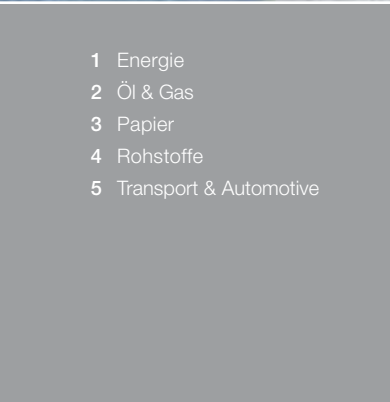 1 Energie
2 Öl & Gas
3 Papier
4 Rohstoffe
5 Transport & Automotive